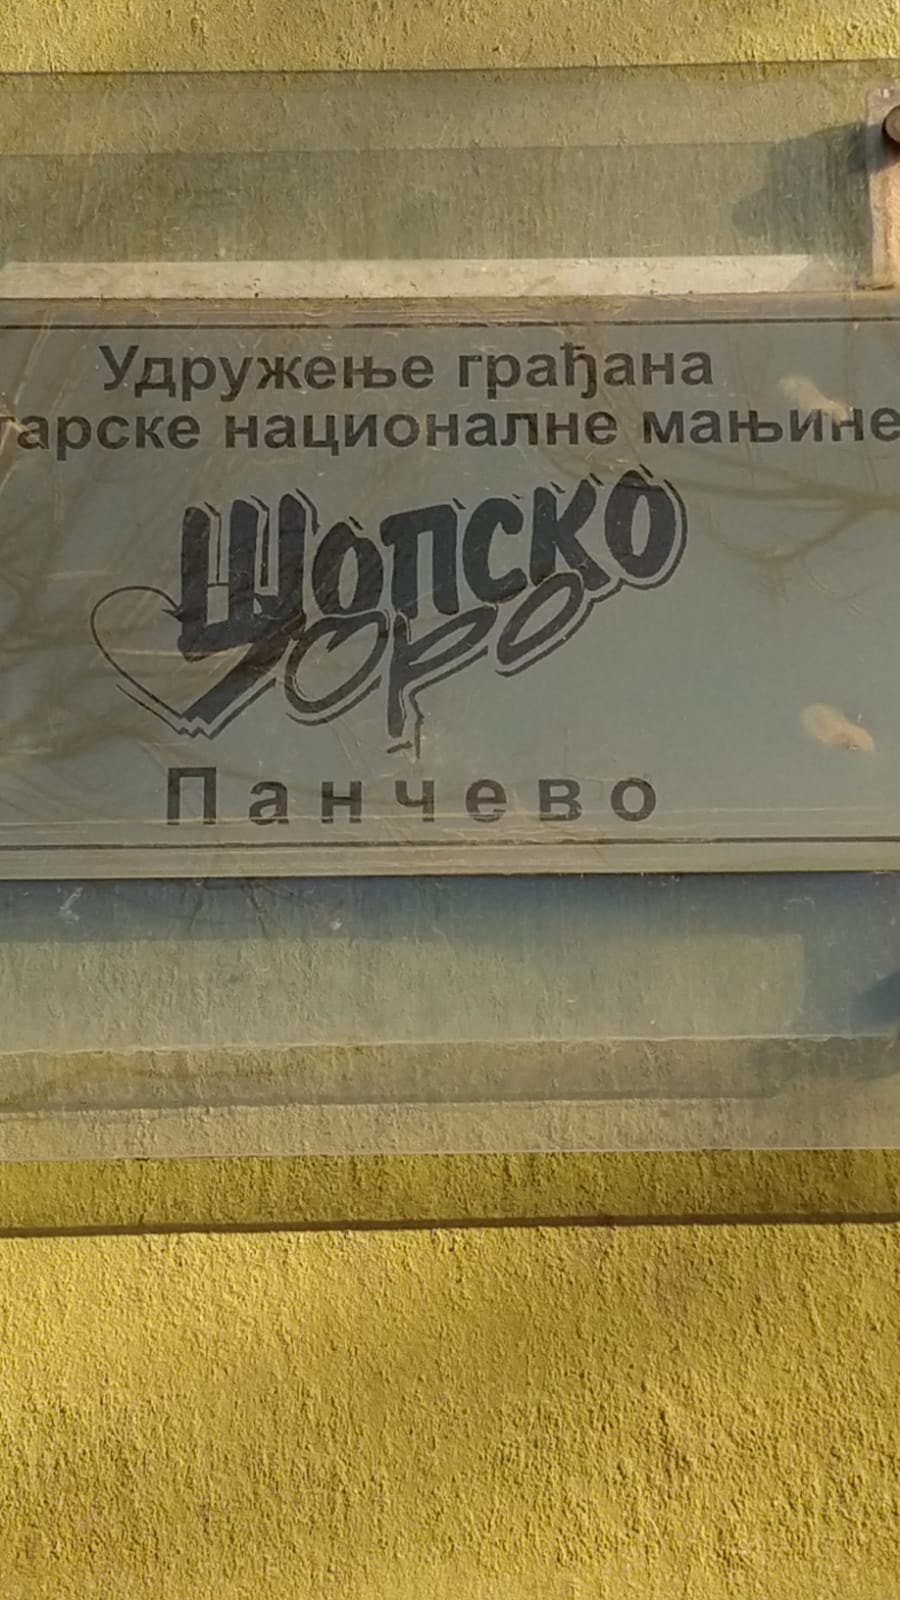 Удружење грађана
гарске националне мањине
Шопско
оро
Панчево